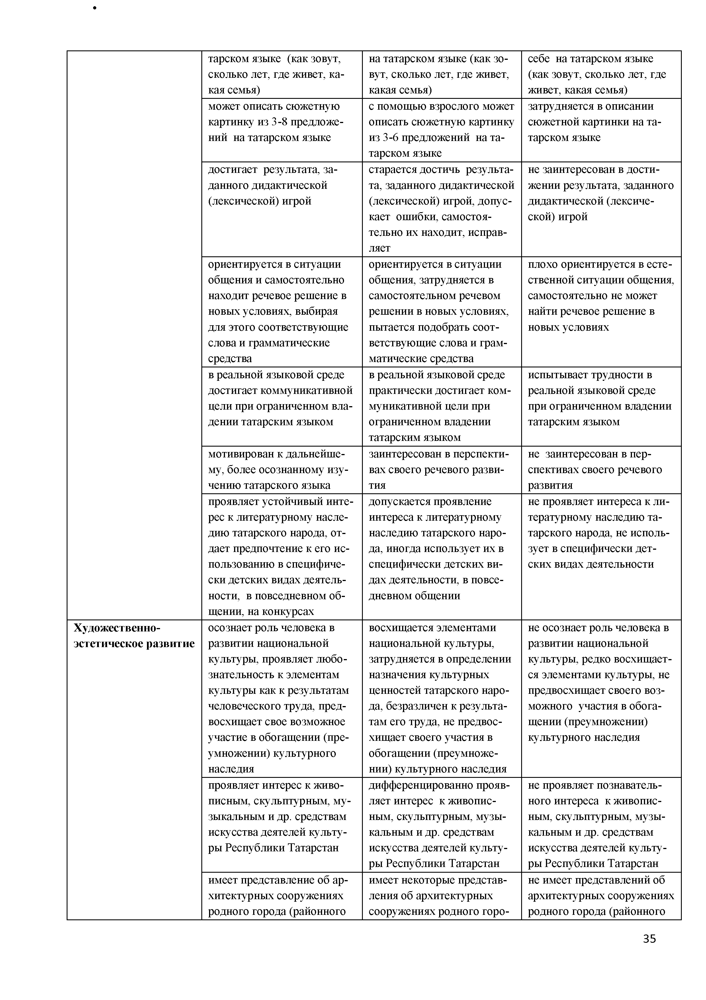 тарском языке  (как зовут,
сколько лет, где живет, ка-
кая семья)
на татарском языке (как зо-
вут, сколько лет, где живет,
какая семья)
себе  на татарском языке
(как зовут, сколько лет, где
живет, какая семья)
может описать сюжетную
картинку из 3-8 предложе-
ний  на татарском языке
с помощью взрослого может
описать сюжетную картинку
из 3-6 предложений  на та-
тарском языке
затрудняется в описании
сюжетной картинки на та-
тарском языке
достигает  результата, за-
данного дидактической
(лексической) игрой
старается достичь  результа-
та, заданного дидактической
(лексической) игрой, допус-
кает  ошибки, самостоя-
тельно их находит, исправ-
ляет
не заинтересован в дости-
жении результата, заданного
дидактической (лексиче-
ской) игрой
ориентируется в ситуации
общения и самостоятельно
находит речевое решение в
новых условиях, выбирая
для этого соответствующие
слова и грамматические
средства
ориентируется в ситуации
общения, затрудняется в
самостоятельном речевом
решении в новых условиях,
пытается подобрать соот-
ветствующие слова и грам-
матические средства
плохо ориентируется в есте-
ственной ситуации общения,
самостоятельно не может
найти речевое решение в
новых условиях
в реальной языковой среде
достигает коммуникативной
цели при ограниченном вла-
дении татарским языком
в реальной языковой среде
практически достигает ком-
муникативной цели при
ограниченном владении
татарским языком
испытывает трудности в
реальной языковой среде
при ограниченном владении
татарским языком
мотивирован к дальнейше-
му, более осознанному изу-
чению татарского языка
заинтересован в перспекти-
вах своего речевого разви-
тия
не  заинтересован в пер-
спективах своего речевого
развития
проявляет устойчивый инте-
рес к литературному насле-
дию татарского народа, от-
дает предпочтение к его ис-
пользованию в специфиче-
ски детских видах деятель-
ности,  в повседневном об-
щении, на конкурсах
допускается проявление
интереса к литературному
наследию татарского наро-
да, иногда использует их в
специфически детских ви-
дах деятельности, в повсе-
дневном общении
не проявляет интереса к ли-
тературному наследию та-
тарского народа, не исполь-
зует в специфически дет-
ских видах деятельности
Художественно-
эстетическое развитие
осознает роль человека в
развитии национальной
культуры, проявляет любо-
знательность к элементам
культуры как к результатам
человеческого труда, пред-
восхищает свое возможное
участие в обогащении (пре-
умножении) культурного
наследия
восхищается элементами
национальной культуры,
затрудняется в определении
назначения культурных
ценностей татарского наро-
да, безразличен к результа-
там его труда, не предвос-
хищает своего участия в
обогащении (преумноже-
нии) культурного наследия
не осознает роль человека в
развитии национальной
культуры, редко восхищает-
ся элементами культуры, не
предвосхищает своего воз-
можного  участия в обога-
щении (преумножении)
культурного наследия
проявляет интерес к живо-
писным, скульптурным, му-
зыкальным и др. средствам
искусства деятелей культу-
ры Республики Татарстан
дифференцированно прояв-
ляет интерес  к живопис-
ным, скульптурным, музы-
кальным и др. средствам
искусства деятелей культу-
ры Республики Татарстан
не проявляет познаватель-
ного интереса  к живопис-
ным, скульптурным, музы-
кальным и др. средствам
искусства деятелей культу-
ры Республики Татарстан
имеет представление об ар-
хитектурных сооружениях
родного города (районного
имеет некоторые представ-
ления об архитектурных
сооружениях родного горо-
не имеет представлений об
архитектурных сооружениях
родного города (районного
35